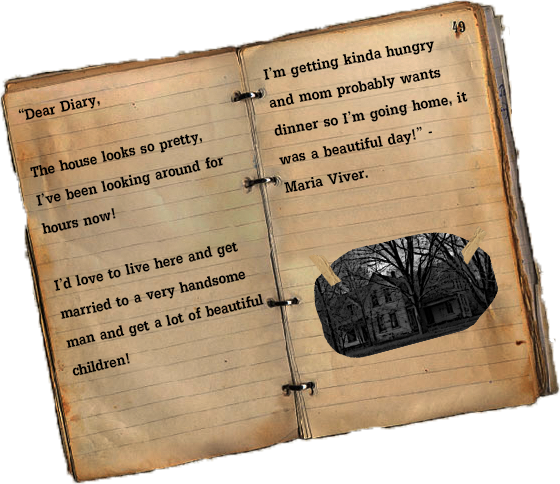 “Dear Diary,
The house looks so pretty,
I’ve been looking around for
hours now!
I’d love to live here and get
married to a very handsome
man and get a lot of beautiful
children!
49
I’m getting kinda hungry
and mom probably wants
dinner so I’m going home, it
was a beautiful day!” -
Maria Viver.